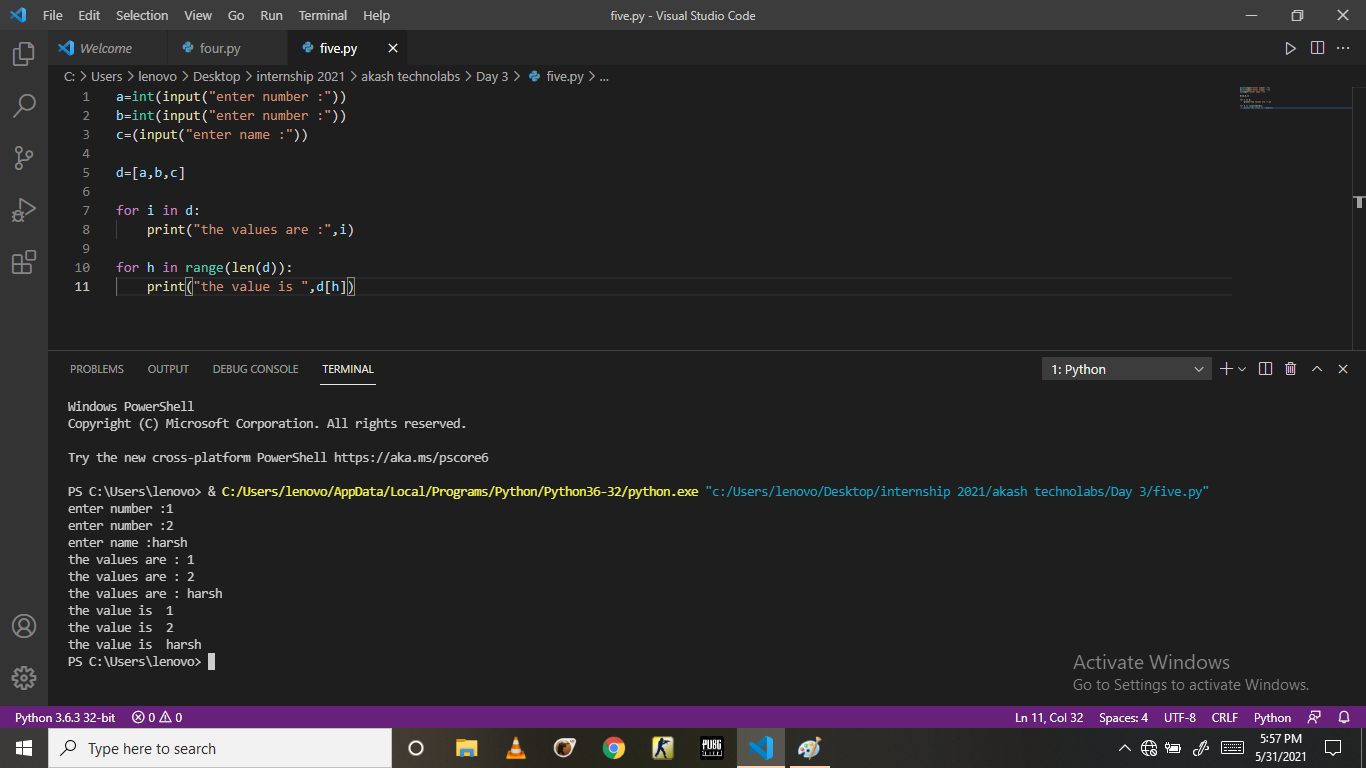 File Edit Selection View Go Run Terminal Help five.py - Visual Studio Code
Welcome four.py five.py
C: > Users > lenovo > Desktop > internship 2021 > akash technolabs > Day 3 > five.py > ...
1 a=int(input("enter number :"))
2 b=int(input("enter number :"))
3 c=(input("enter name :"))
4
5 d=[a,b,c]
6
7 for i in d:
8     print("the values are :",i)
9
10 for h in range(len(d)):
11     print("the value is ",d[h])
PROBLEMS OUTPUT DEBUG CONSOLE TERMINAL 1: Python
Windows PowerShell
Copyright (C) Microsoft Corporation. All rights reserved.
Try the new cross-platform PowerShell https://aka.ms/pscore6
PS C:\Users\lenovo> & C:/Users/lenovo/AppData/Local/Programs/Python/Python36-32/python.exe "c:/Users/lenovo/Desktop/internship 2021/akash technolabs/Day 3/five.py"
enter number :1
enter number :2
enter name :harsh
the values are : 1
the values are : 2
the values are : harsh
the value is  1
the value is  2
the value is  harsh
PS C:\Users\lenovo>
Activate Windows
Go to Settings to activate Windows.
Python 3.6.3 32-bit 0 0 Ln 11, Col 32 Spaces: 4 UTF-8 CRLF Python
Type here to search PUBG 5:57 PM
5/31/2021